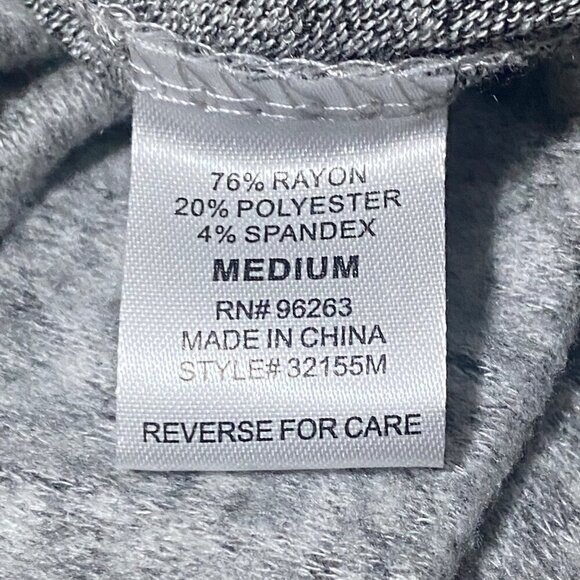 76% RAYON
20% POLYESTER
4% SPANDEX
MEDIUM
RN# 96263
MADE IN CHINA
STYLE# 32155M
REVERSE FOR CARE